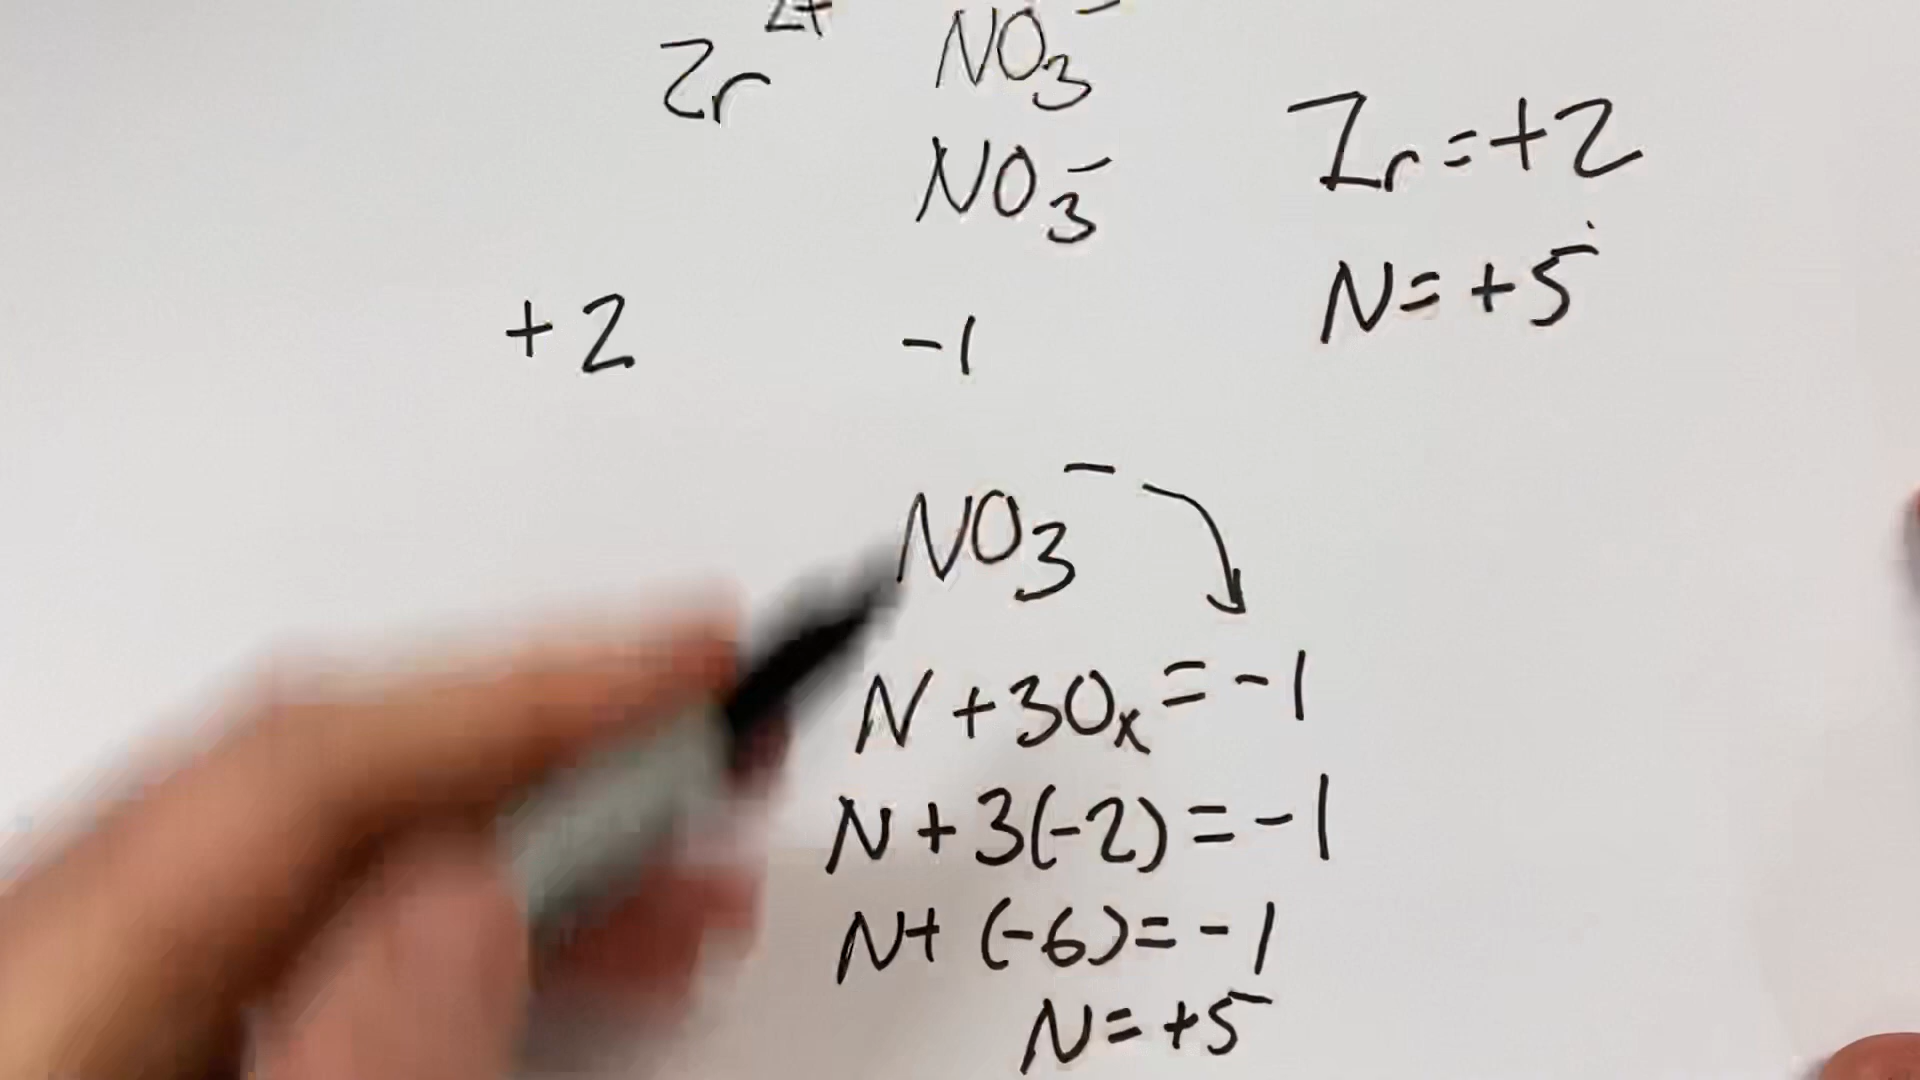 Zr²⁺ NO₃⁻
NO₃⁻
Zr=+2
N=+5
+2 -1
NO₃⁻
N+3Ox=-1
N+3(-2)=-1
N+(-6)=-1
N=+5